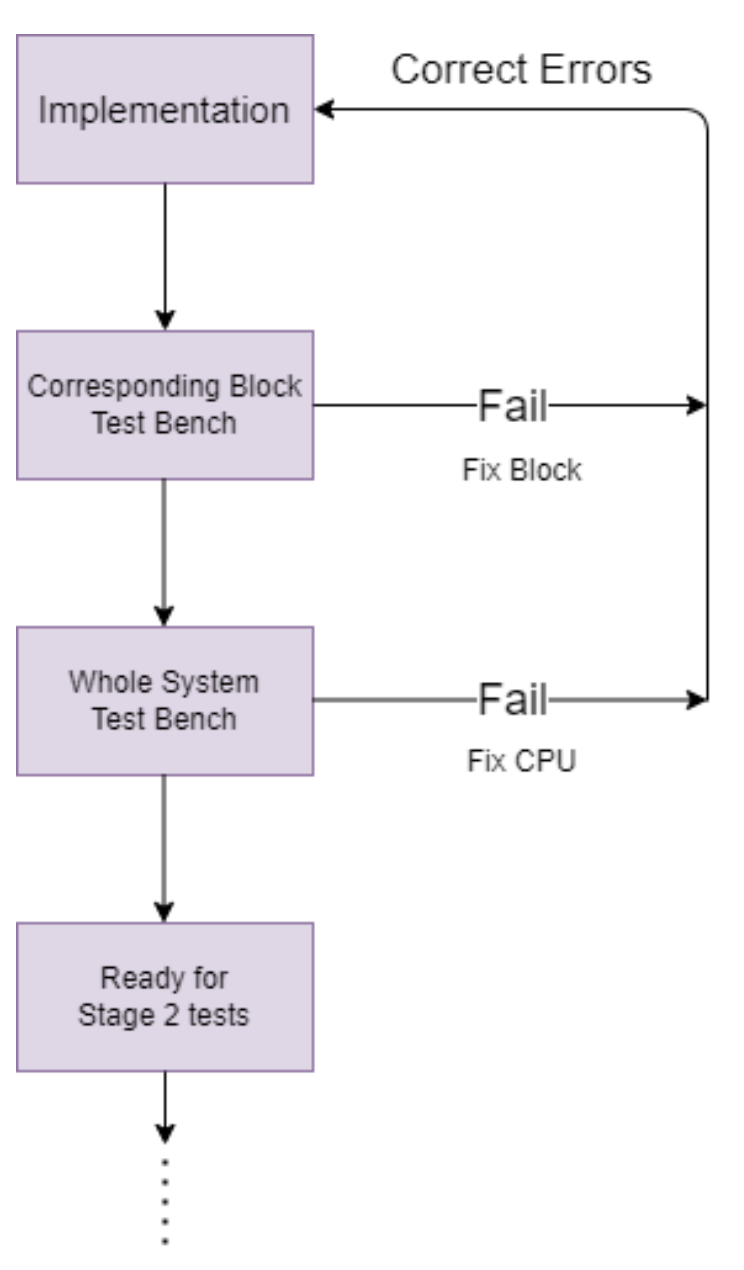 Correct Errors
Implementation
Corresponding Block
Test Bench
Fail
Fix Block
Whole System
Test Bench
Fail
Fix CPU
Ready for
Stage 2 tests